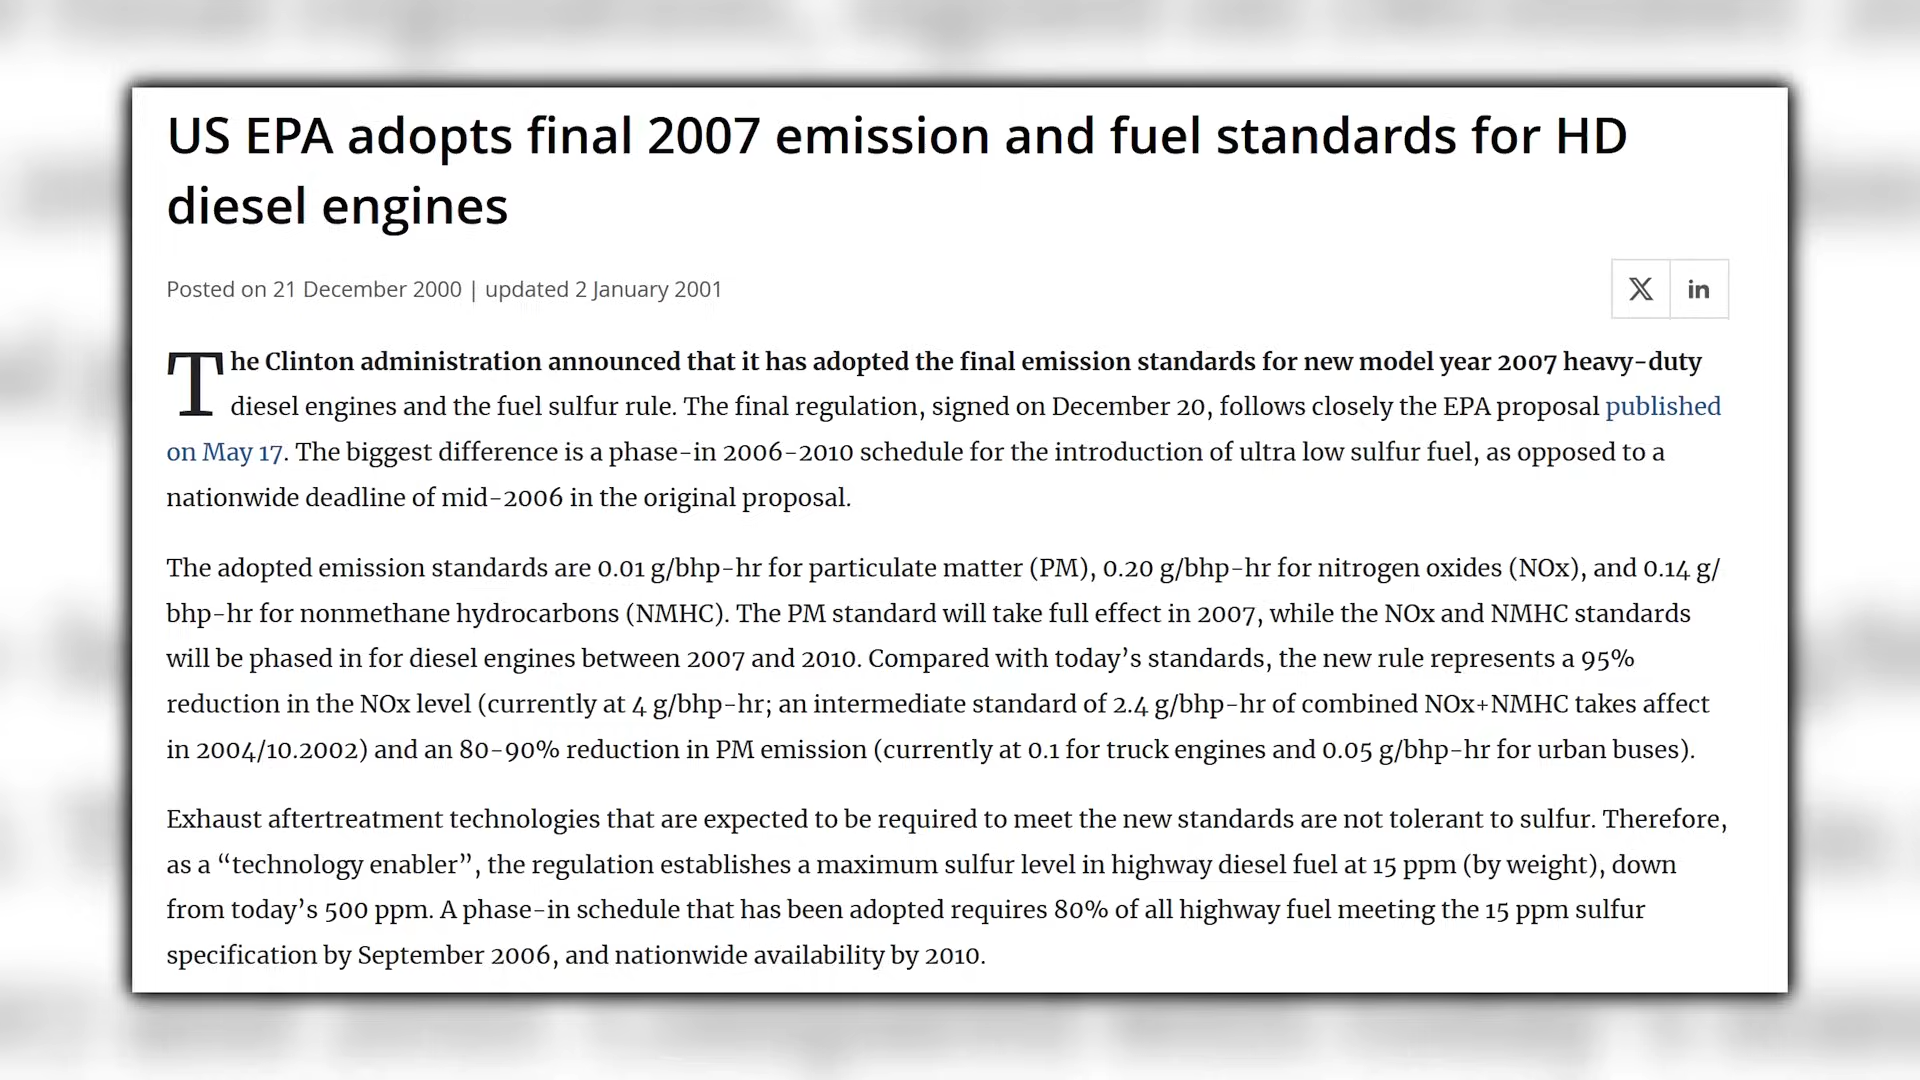 US EPA adopts final 2007 emission and fuel standards for HD
diesel engines
Posted on 21 December 2000 | updated 2 January 2001
X in
The Clinton administration announced that it has adopted the final emission standards for new model year 2007 heavy-duty
diesel engines and the fuel sulfur rule. The final regulation, signed on December 20, follows closely the EPA proposal published
on May 17. The biggest difference is a phase-in 2006-2010 schedule for the introduction of ultra low sulfur fuel, as opposed to a
nationwide deadline of mid-2006 in the original proposal.
The adopted emission standards are 0.01 g/bhp-hr for particulate matter (PM), 0.20 g/bhp-hr for nitrogen oxides (NOx), and 0.14 g/
bhp-hr for nonmethane hydrocarbons (NMHC). The PM standard will take full effect in 2007, while the NOx and NMHC standards
will be phased in for diesel engines between 2007 and 2010. Compared with today’s standards, the new rule represents a 95%
reduction in the NOx level (currently at 4 g/bhp-hr; an intermediate standard of 2.4 g/bhp-hr of combined NOx+NMHC takes affect
in 2004/10.2002) and an 80-90% reduction in PM emission (currently at 0.1 for truck engines and 0.05 g/bhp-hr for urban buses).
Exhaust aftertreatment technologies that are expected to be required to meet the new standards are not tolerant to sulfur. Therefore,
as a “technology enabler”, the regulation establishes a maximum sulfur level in highway diesel fuel at 15 ppm (by weight), down
from today’s 500 ppm. A phase-in schedule that has been adopted requires 80% of all highway fuel meeting the 15 ppm sulfur
specification by September 2006, and nationwide availability by 2010.